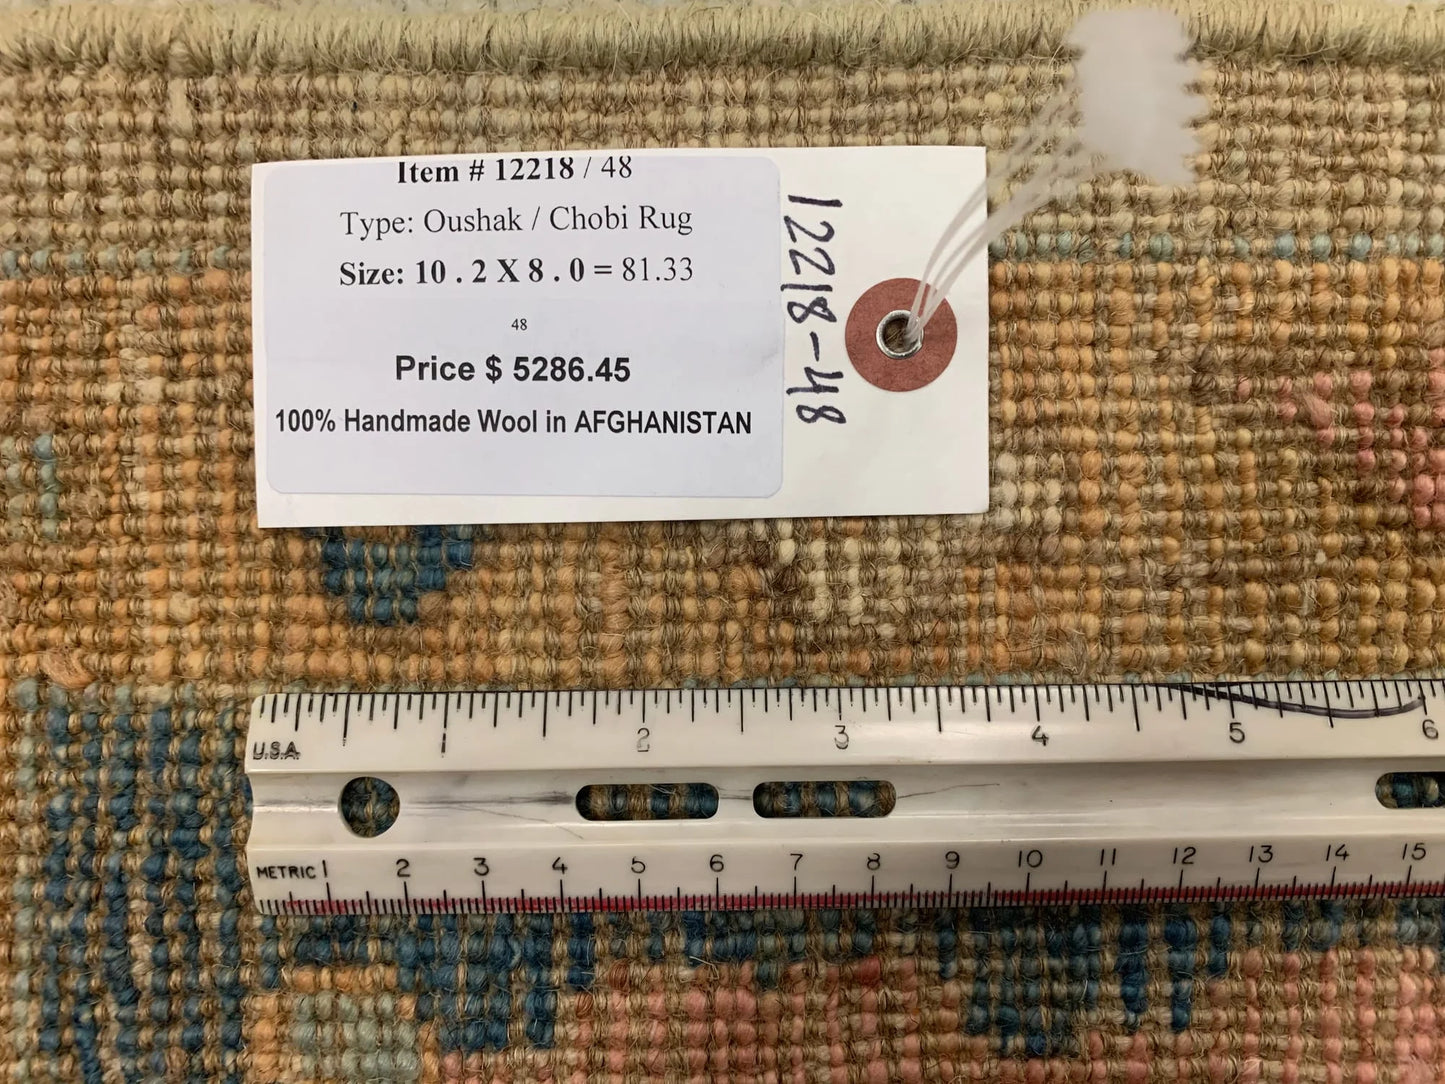 Item # 12218 / 48
Type: Oushak / Chobi Rug
Size: 10 . 2 X 8 . 0 = 81.33
48
Price $ 5286.45
100% Handmade Wool in AFGHANISTAN
12218-48
1 2 3 4 5 6
U.S.A.
METRIC 1 2 3 4 5 6 7 8 9 10 11 12 13 14 15